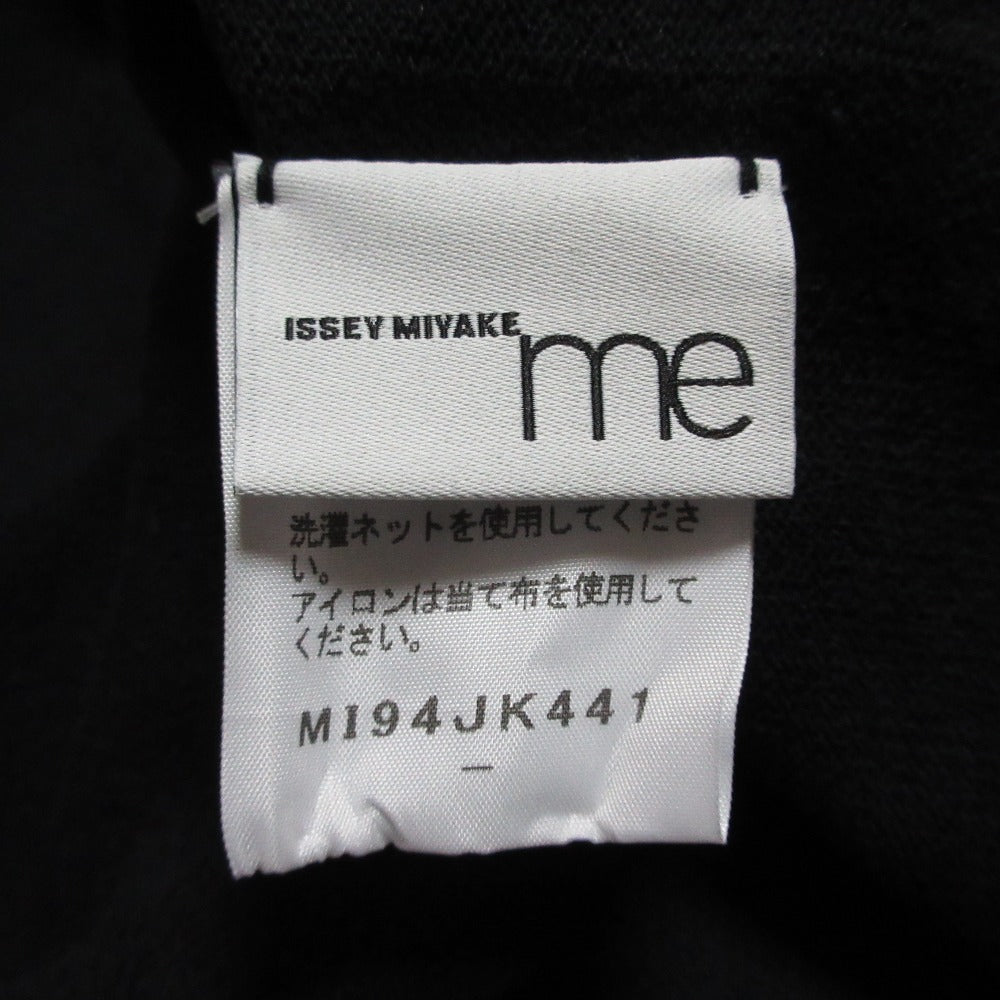 ISSEY MIYAKE
me
洗濯ネットを使用してくださ
い。
アイロンは当て布を使用して
ください。
MI94JK441
—